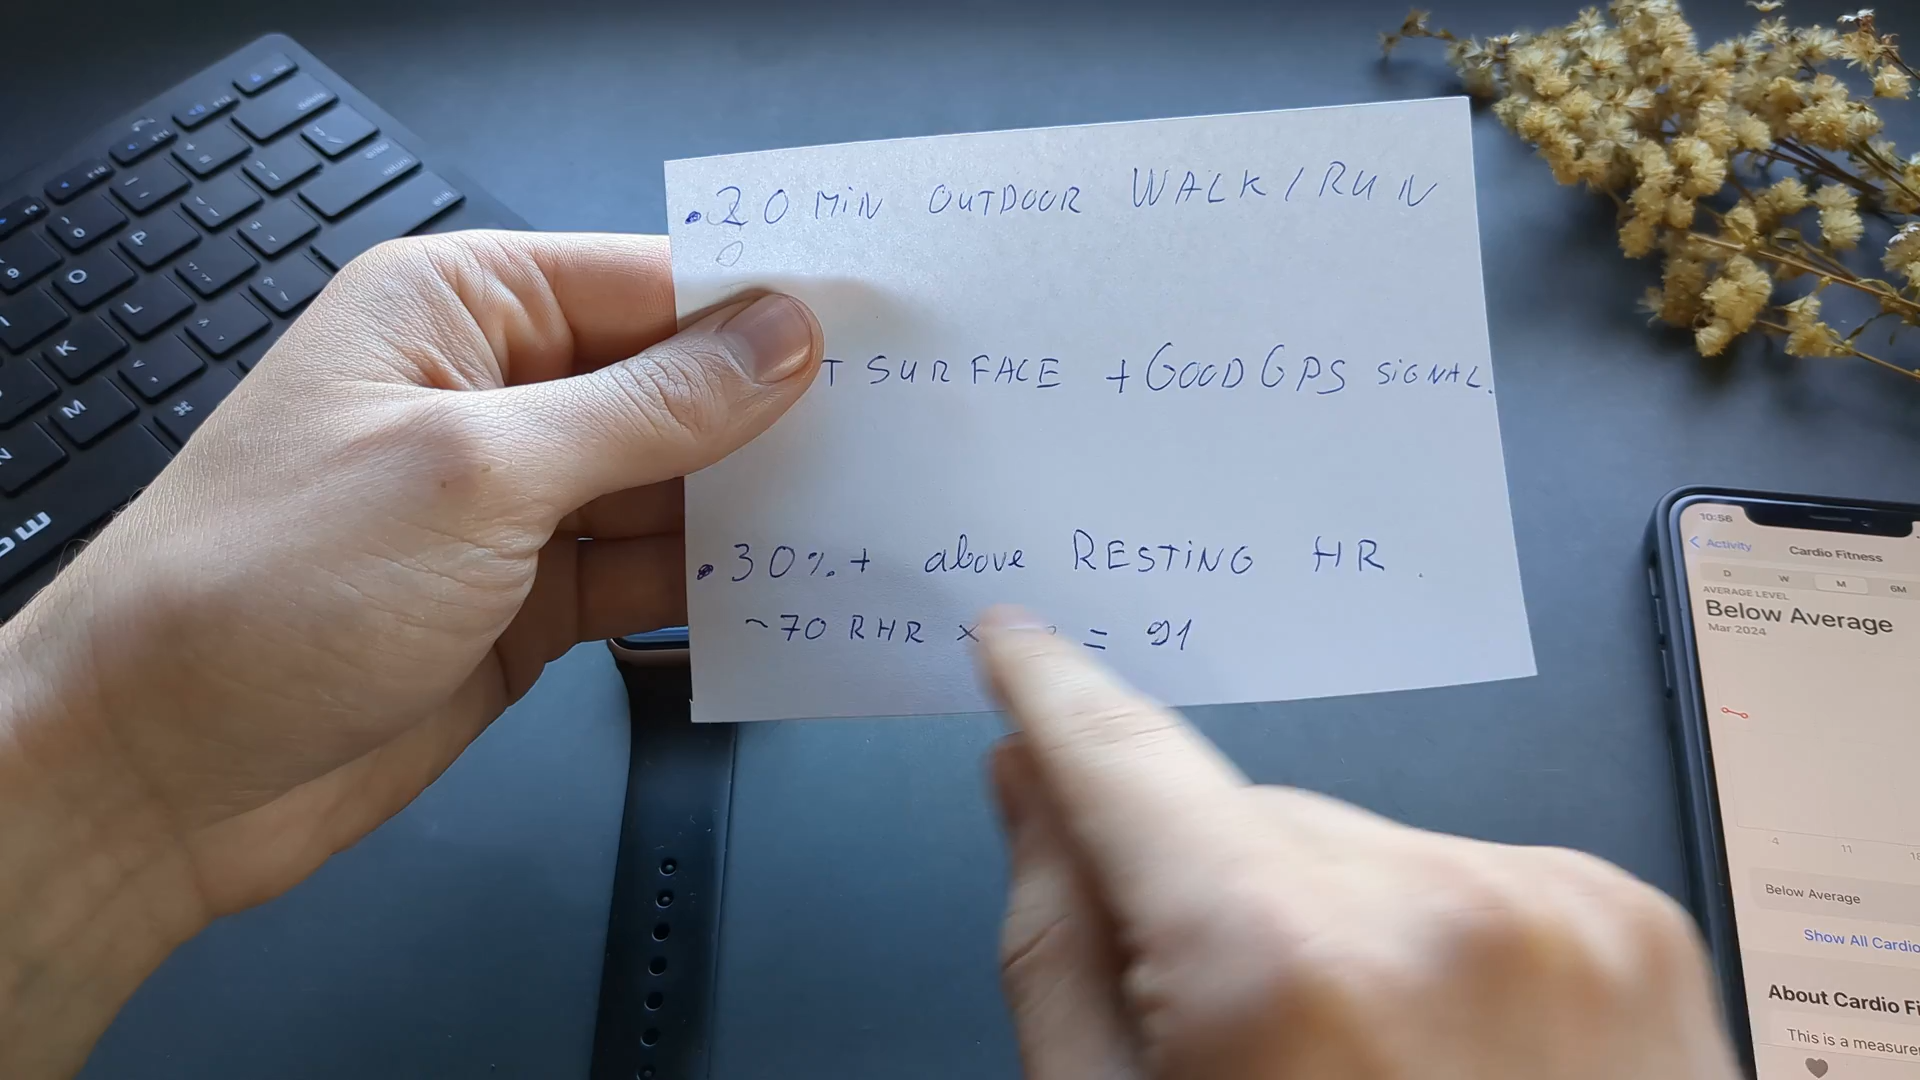 20 MIN OUTDOOR WALK/RUN
T SURFACE + GOOD GPS SIGNAL.
30%+ above RESTING HR.
~70 RHR × = 91
10:56
Activity
Cardio Fitness
D W M 6M
AVERAGE LEVEL
Below Average
Mar 2024
4 11 18
Below Average
Show All Cardio
About Cardio Fi
This is a measure